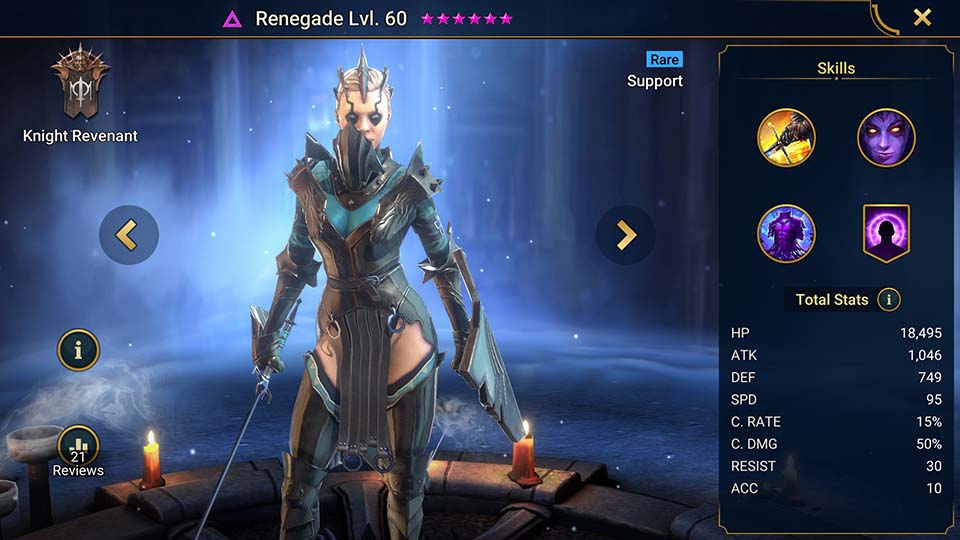 Renegade Lvl. 60
Knight Revenant
Rare
Support
21
Reviews
Skills
Total Stats i
HP 18,495
ATK 1,046
DEF 749
SPD 95
C. RATE 15%
C. DMG 50%
RESIST 30
ACC 10
i